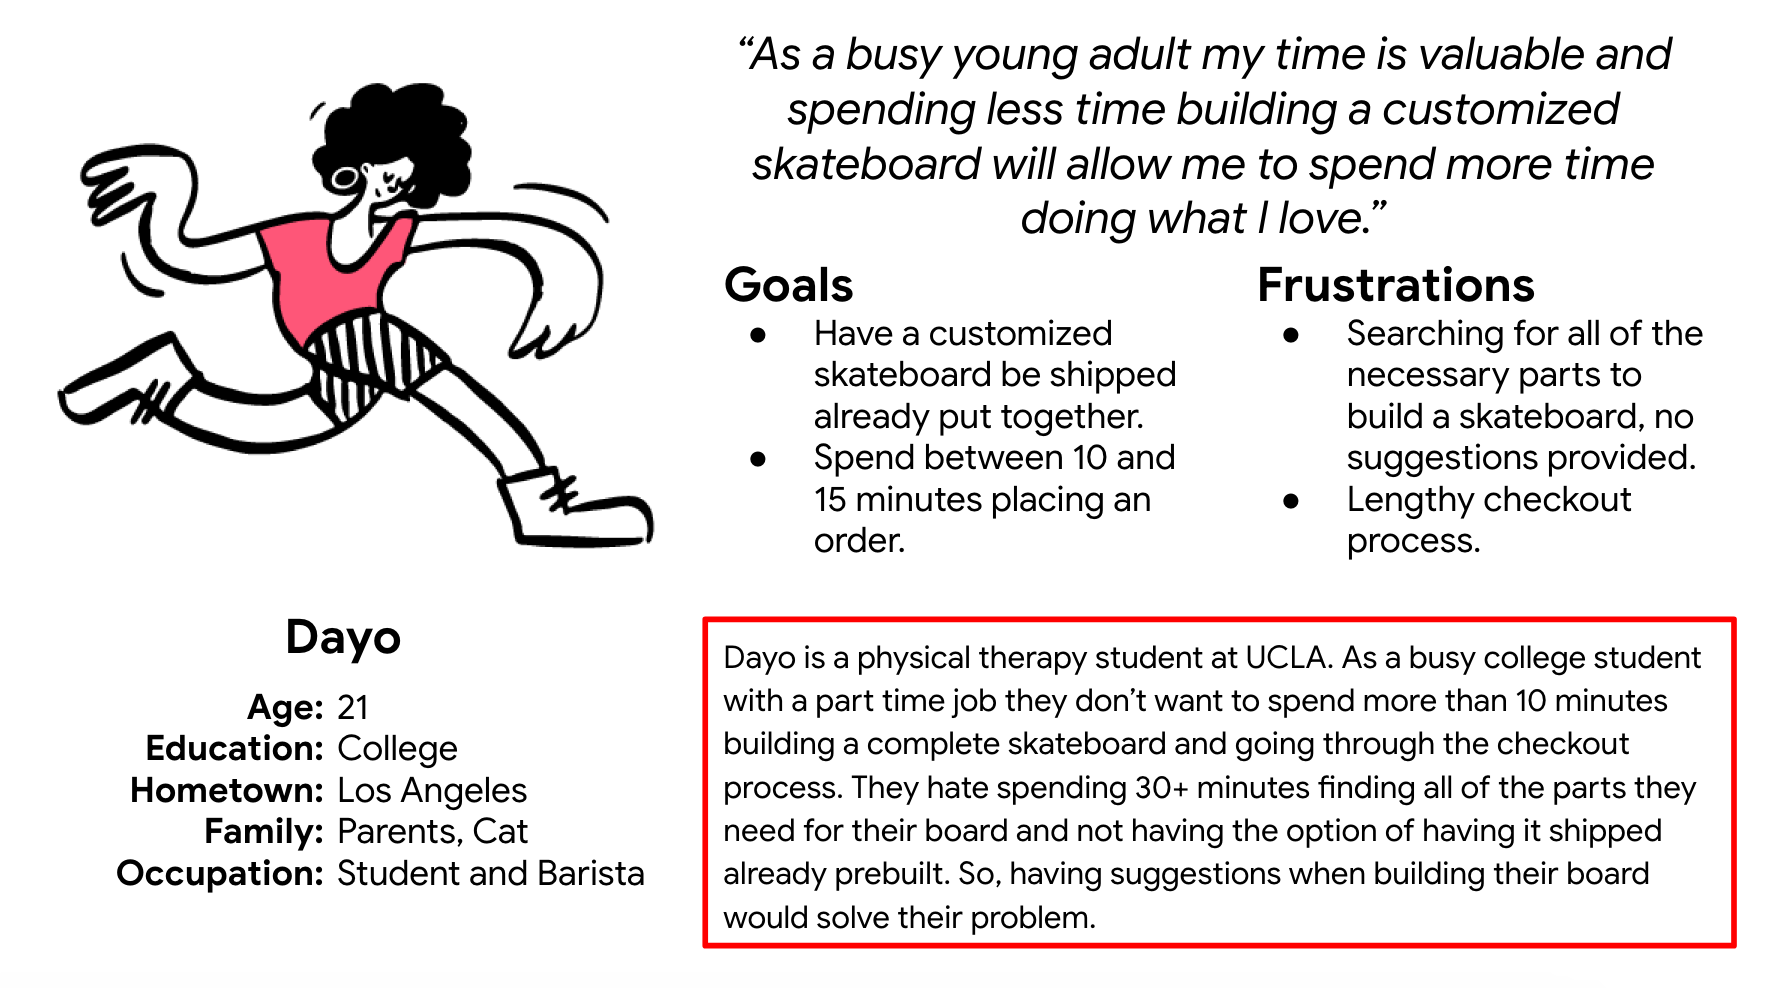 “As a busy young adult my time is valuable and
spending less time building a customized
skateboard will allow me to spend more time
doing what I love.”
Goals
● Have a customized
skateboard be shipped
already put together.
● Spend between 10 and
15 minutes placing an
order.
Frustrations
● Searching for all of the
necessary parts to
build a skateboard, no
suggestions provided.
● Lengthy checkout
process.
Dayo
Age: 21
Education: College
Hometown: Los Angeles
Family: Parents, Cat
Occupation: Student and Barista
Dayo is a physical therapy student at UCLA. As a busy college student
with a part time job they don’t want to spend more than 10 minutes
building a complete skateboard and going through the checkout
process. They hate spending 30+ minutes finding all of the parts they
need for their board and not having the option of having it shipped
already prebuilt. So, having suggestions when building their board
would solve their problem.